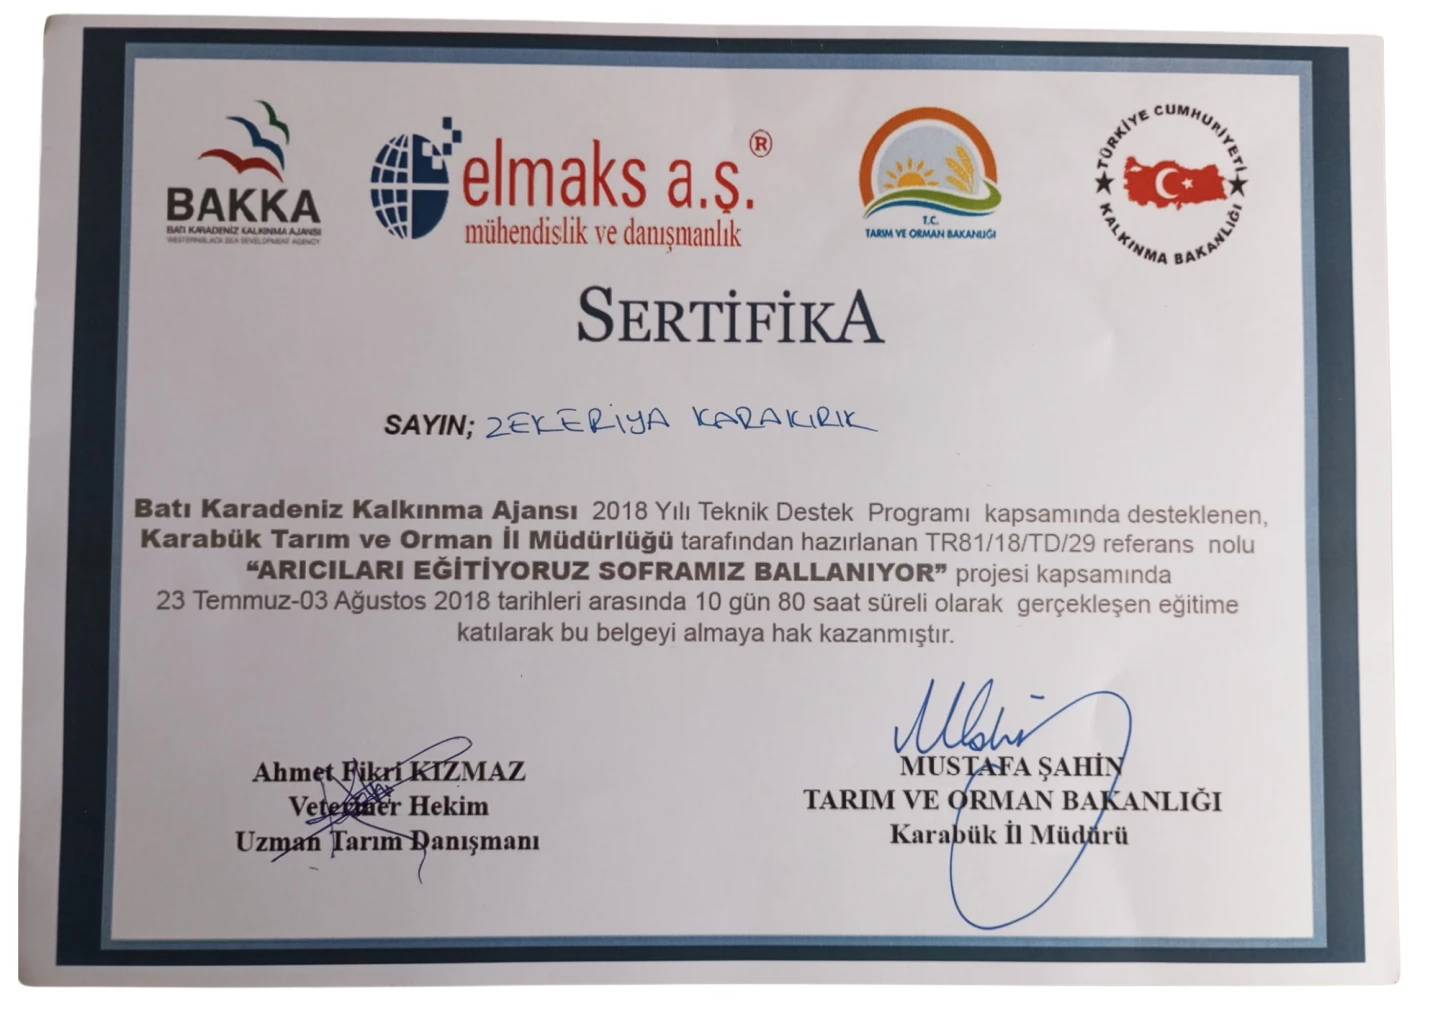 BAKKA
BATI KARADENİZ KALKINMA AJANSI
WESTERN BLACK SEA DEVELOPMENT AGENCY
elmaks a.ş.®
mühendislik ve danışmanlık
T.C.
TARIM VE ORMAN BAKANLIĞI
TÜRKİYE CUMHURİYETİ
KALKINMA BAKANLIĞI
SERTİFİKA
SAYIN; ZEKERİYA KARAKIRIK
Batı Karadeniz Kalkınma Ajansı 2018 Yılı Teknik Destek Programı kapsamında desteklenen,
Karabük Tarım ve Orman İl Müdürlüğü tarafından hazırlanan TR81/18/TD/29 referans nolu
“ARICILARI EĞİTİYORUZ SOFRAMIZ BALLANIYOR” projesi kapsamında
23 Temmuz-03 Ağustos 2018 tarihleri arasında 10 gün 80 saat süreli olarak gerçekleşen eğitime
katılarak bu belgeyi almaya hak kazanmıştır.
Ahmet Fikri KIZMAZ
Veteriner Hekim
Uzman Tarım Danışmanı
MUSTAFA ŞAHİN
TARIM VE ORMAN BAKANLIĞI
Karabük İl Müdürü